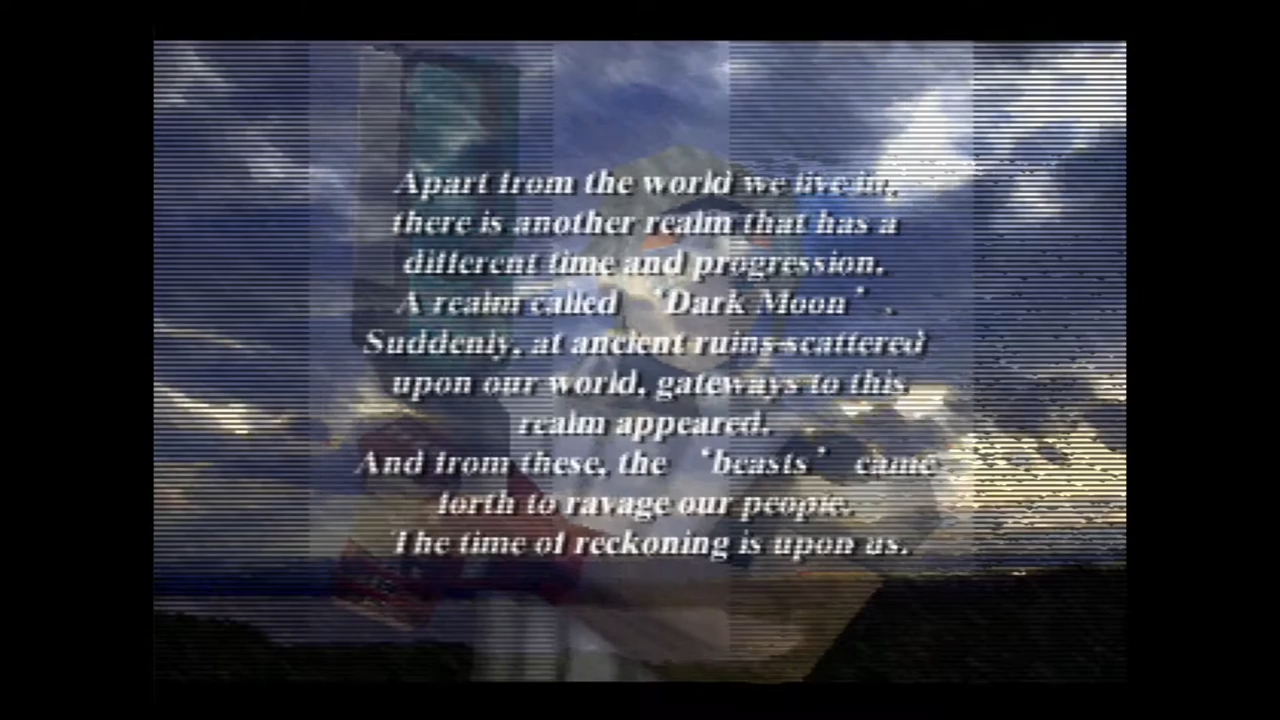 Apart from the world we live in,
there is another realm that has a
different time and progression.
A realm called 'Dark Moon'.
Suddenly, at ancient ruins scattered
upon our world, gateways to this
realm appeared.
And from these, the 'beasts' came
forth to ravage our people.
The time of reckoning is upon us.